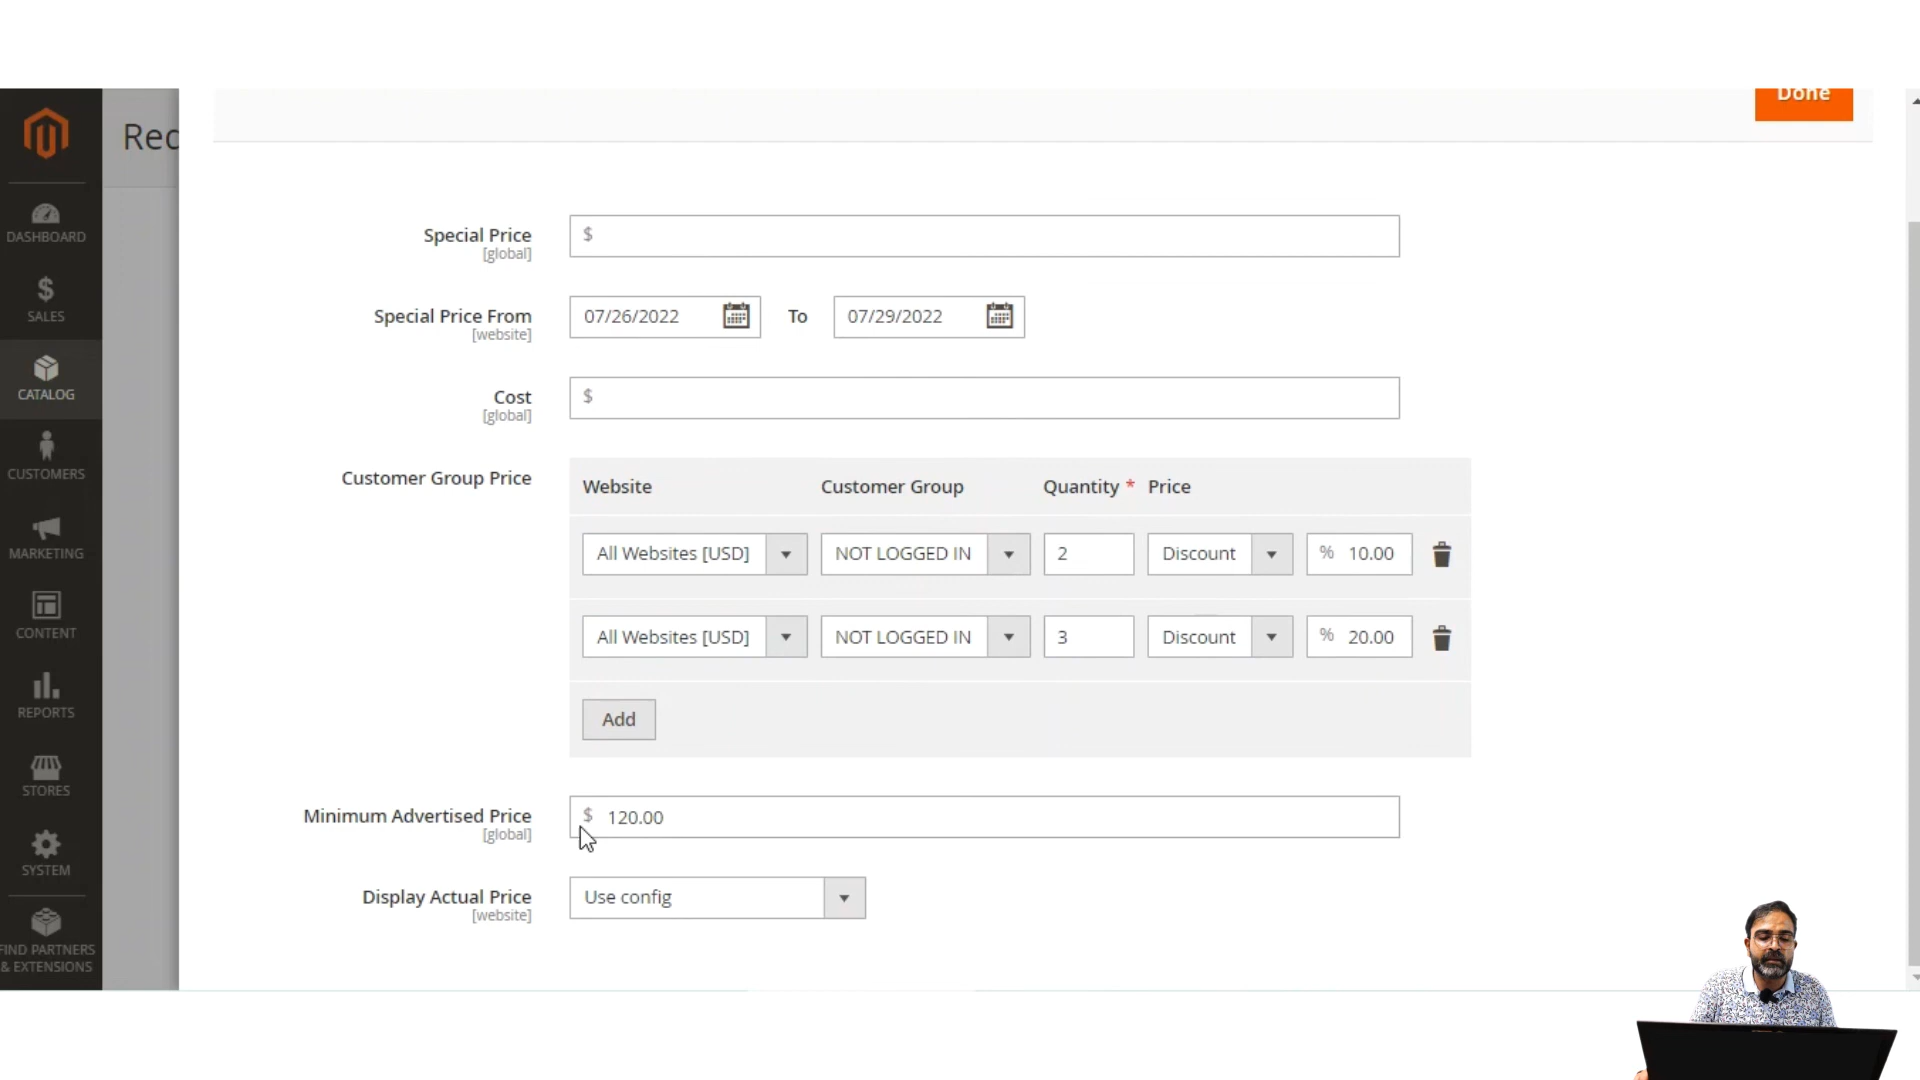 Done
Rec
DASHBOARD
$
SALES
CATALOG
CUSTOMERS
MARKETING
CONTENT
REPORTS
STORES
SYSTEM
FIND PARTNERS
& EXTENSIONS
Special Price $
[global]
Special Price From 07/26/2022 To 07/29/2022
[website]
Cost $
[global]
Customer Group Price
Website Customer Group Quantity * Price
All Websites [USD] NOT LOGGED IN 2 Discount % 10.00
All Websites [USD] NOT LOGGED IN 3 Discount % 20.00
Add
Minimum Advertised Price $ 120.00
[global]
Display Actual Price Use config
[website]